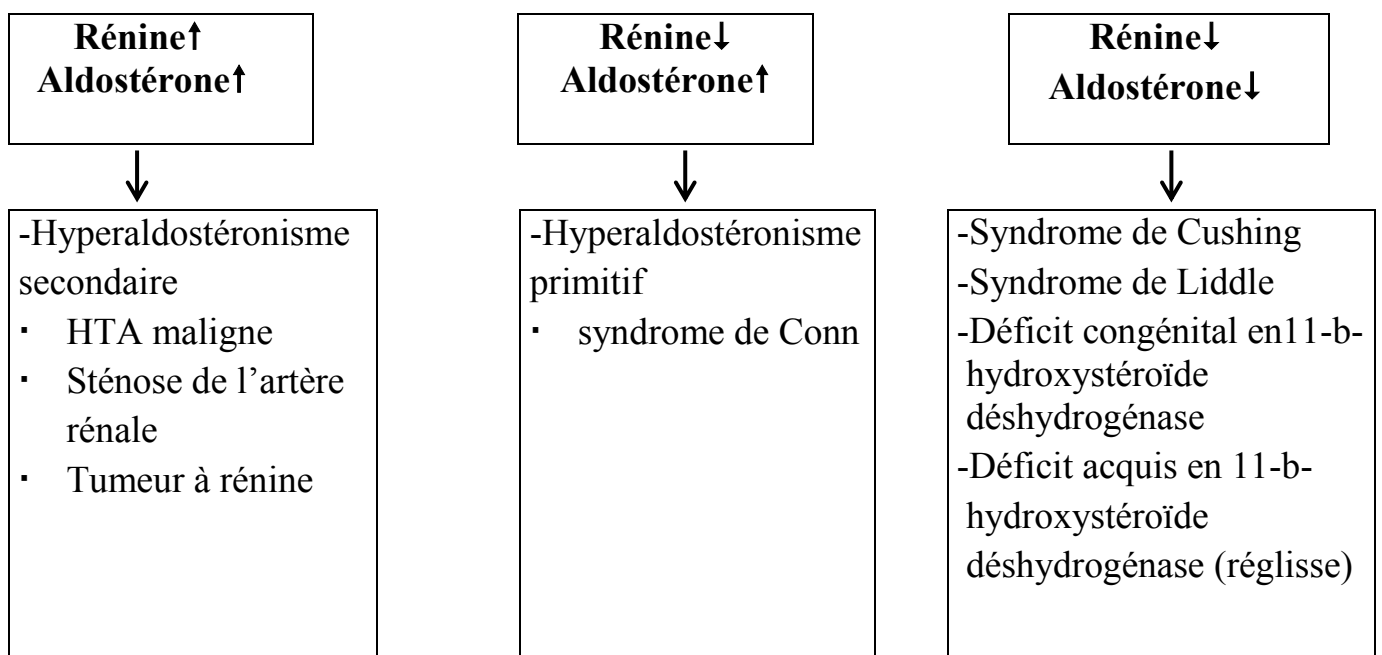 Rénine↑
Aldostérone↑
-Hyperaldostéronisme
secondaire
▪ HTA maligne
▪ Sténose de l’artère
rénale
▪ Tumeur à rénine
Rénine↓
Aldostérone↑
-Hyperaldostéronisme
primitif
▪ syndrome de Conn
Rénine↓
Aldostérone↓
-Syndrome de Cushing
-Syndrome de Liddle
-Déficit congénital en11-b-
hydroxystéroïde
déshydrogénase
-Déficit acquis en 11-b-
hydroxystéroïde
déshydrogénase (réglisse)